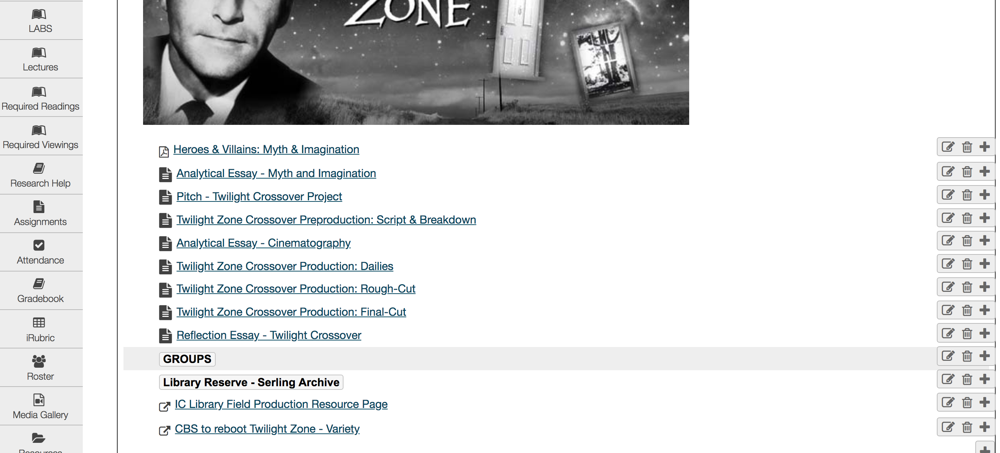 ZONE
LABS
Lectures
Required Readings
Required Viewings
Research Help
Assignments
Attendance
Gradebook
iRubric
Roster
Media Gallery
Resources
Heroes & Villains: Myth & Imagination
Analytical Essay - Myth and Imagination
Pitch - Twilight Crossover Project
Twilight Zone Crossover Preproduction: Script & Breakdown
Analytical Essay - Cinematography
Twilight Zone Crossover Production: Dailies
Twilight Zone Crossover Production: Rough-Cut
Twilight Zone Crossover Production: Final-Cut
Reflection Essay - Twilight Crossover
GROUPS
Library Reserve - Serling Archive
IC Library Field Production Resource Page
CBS to reboot Twilight Zone - Variety